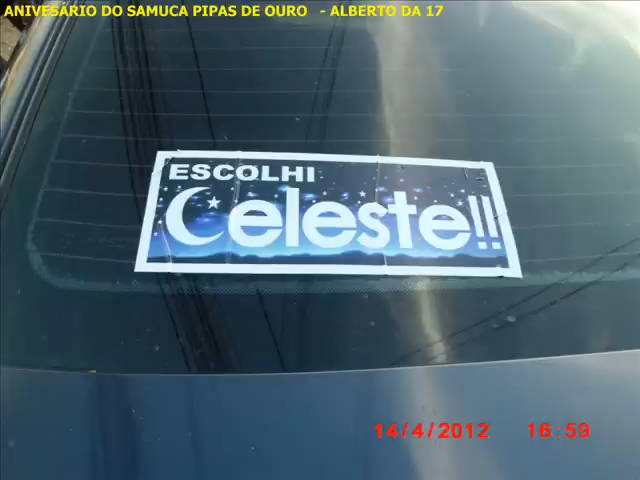 ANIVESÁRIO DO SAMUCA PIPAS DE OURO - ALBERTO DA 17
ESCOLHI
Celeste!!
14/4/2012 16:59